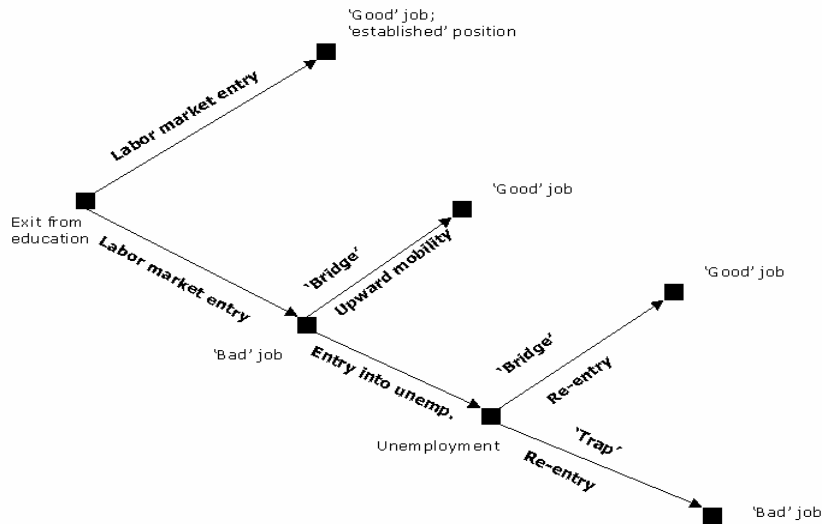 ‘Good’ job;
‘established’ position
Labor market entry
‘Good’ job
Exit from
education
Labor market entry
‘Bridge’
Upward mobility
‘Good’ job
‘Bad’ job
Entry into unemp.
‘Bridge’
Re-entry
Unemployment
‘Trap’
Re-entry
‘Bad’ job